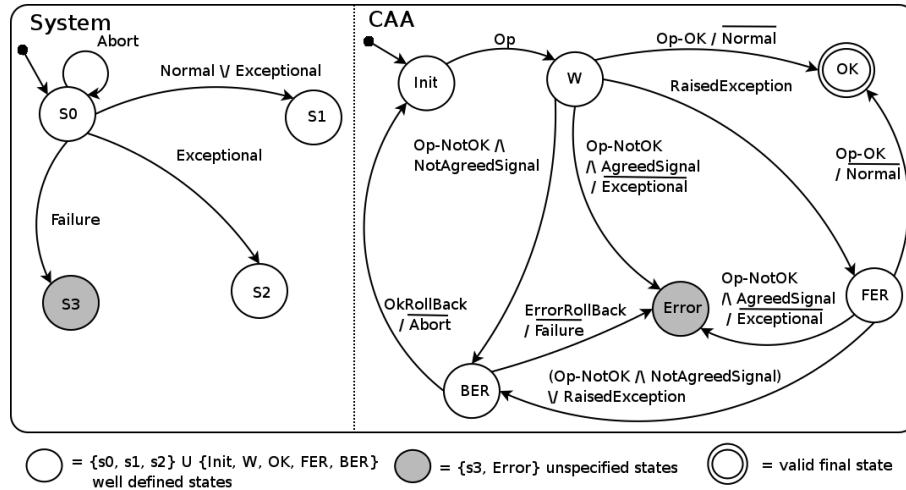 System
Abort
Normal \/ Exceptional
S0
S1
Exceptional
Failure
S3
S2
CAA
Op
Op-OK / Normal
Init
W
OK
RaisedException
Op-NotOK /\
NotAgreedSignal
Op-NotOK
/\ AgreedSignal
/ Exceptional
Op-OK
/ Normal
OkRollBack
/ Abort
ErrorRollBack
/ Failure
Error
Op-NotOK
/\ AgreedSignal
/ Exceptional
FER
BER
(Op-NotOK /\ NotAgreedSignal)
\/ RaisedException
= {s0, s1, s2} U {Init, W, OK, FER, BER}
well defined states
= {s3, Error} unspecified states
= valid final state